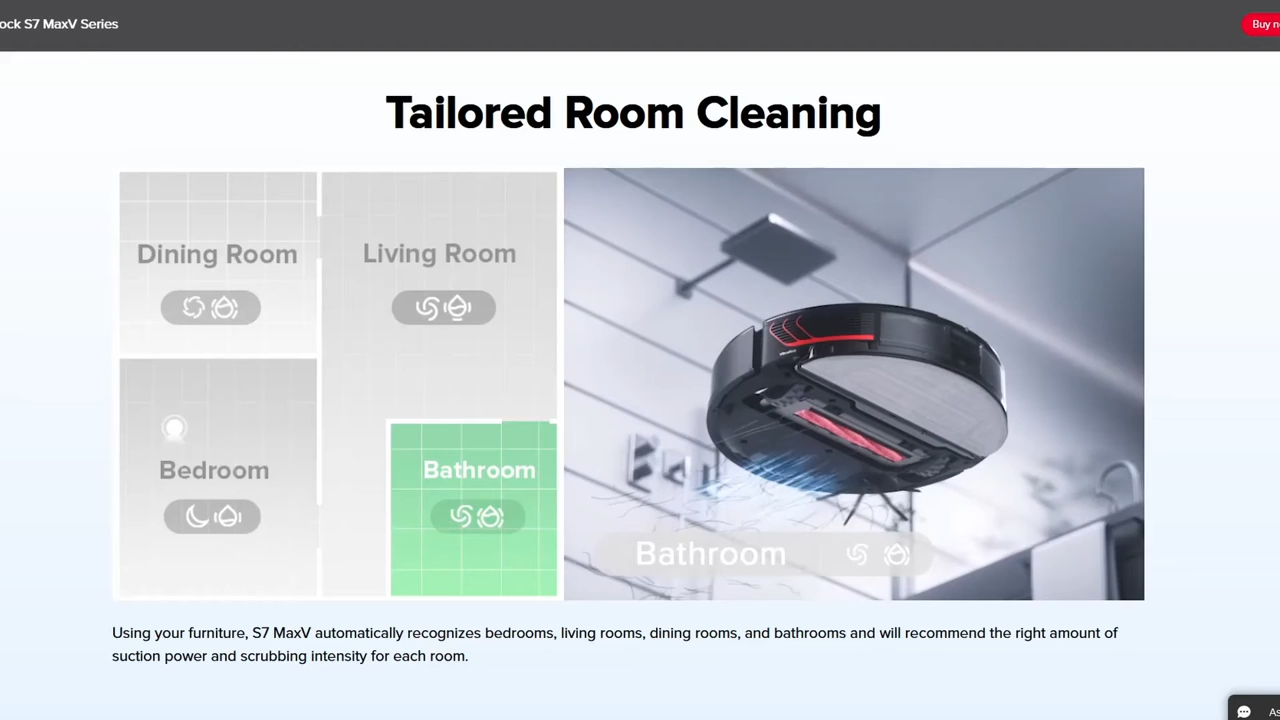 ock S7 MaxV Series
Buy n
Tailored Room Cleaning
Dining Room
Living Room
Bedroom
Bathroom
Bathroom
Using your furniture, S7 MaxV automatically recognizes bedrooms, living rooms, dining rooms, and bathrooms and will recommend the right amount of
suction power and scrubbing intensity for each room.
As